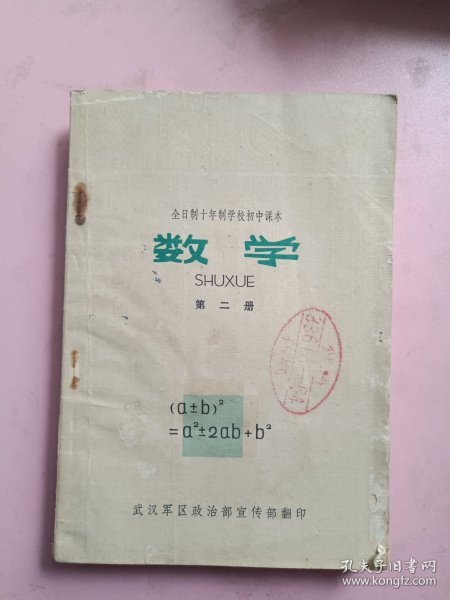 全日制十年制学校初中课本
数学
SHUXUE
第二册
(a±b)²
=a²±2ab+b²
武汉军区政治部宣传部翻印
孔夫子旧书网
www.kongfz.com